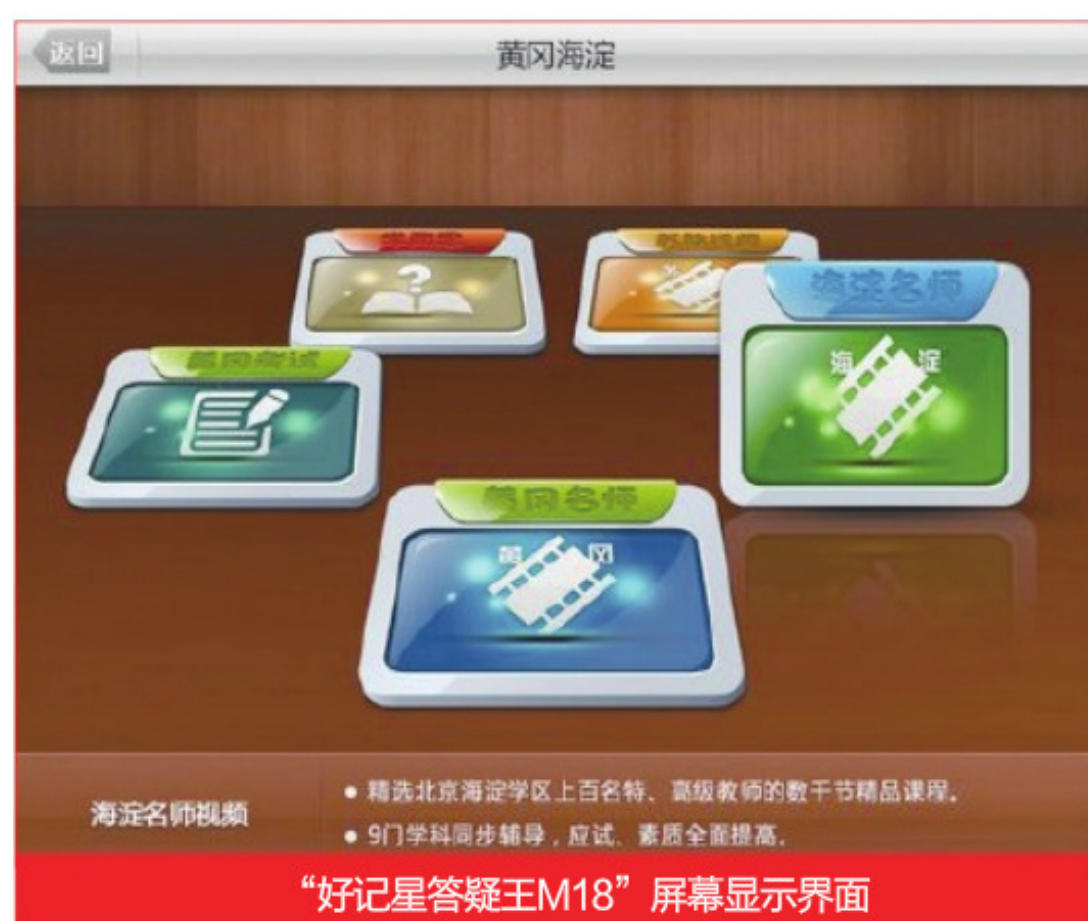 返回
黄冈海淀
海淀名师
海 淀
黄冈考试
黄冈名师
黄 冈
海淀名师视频
● 精选北京海淀学区上百名特、高级教师的数千节精品课程。
● 9门学科同步辅导，应试、素质全面提高。
“好记星答疑王M18”屏幕显示界面